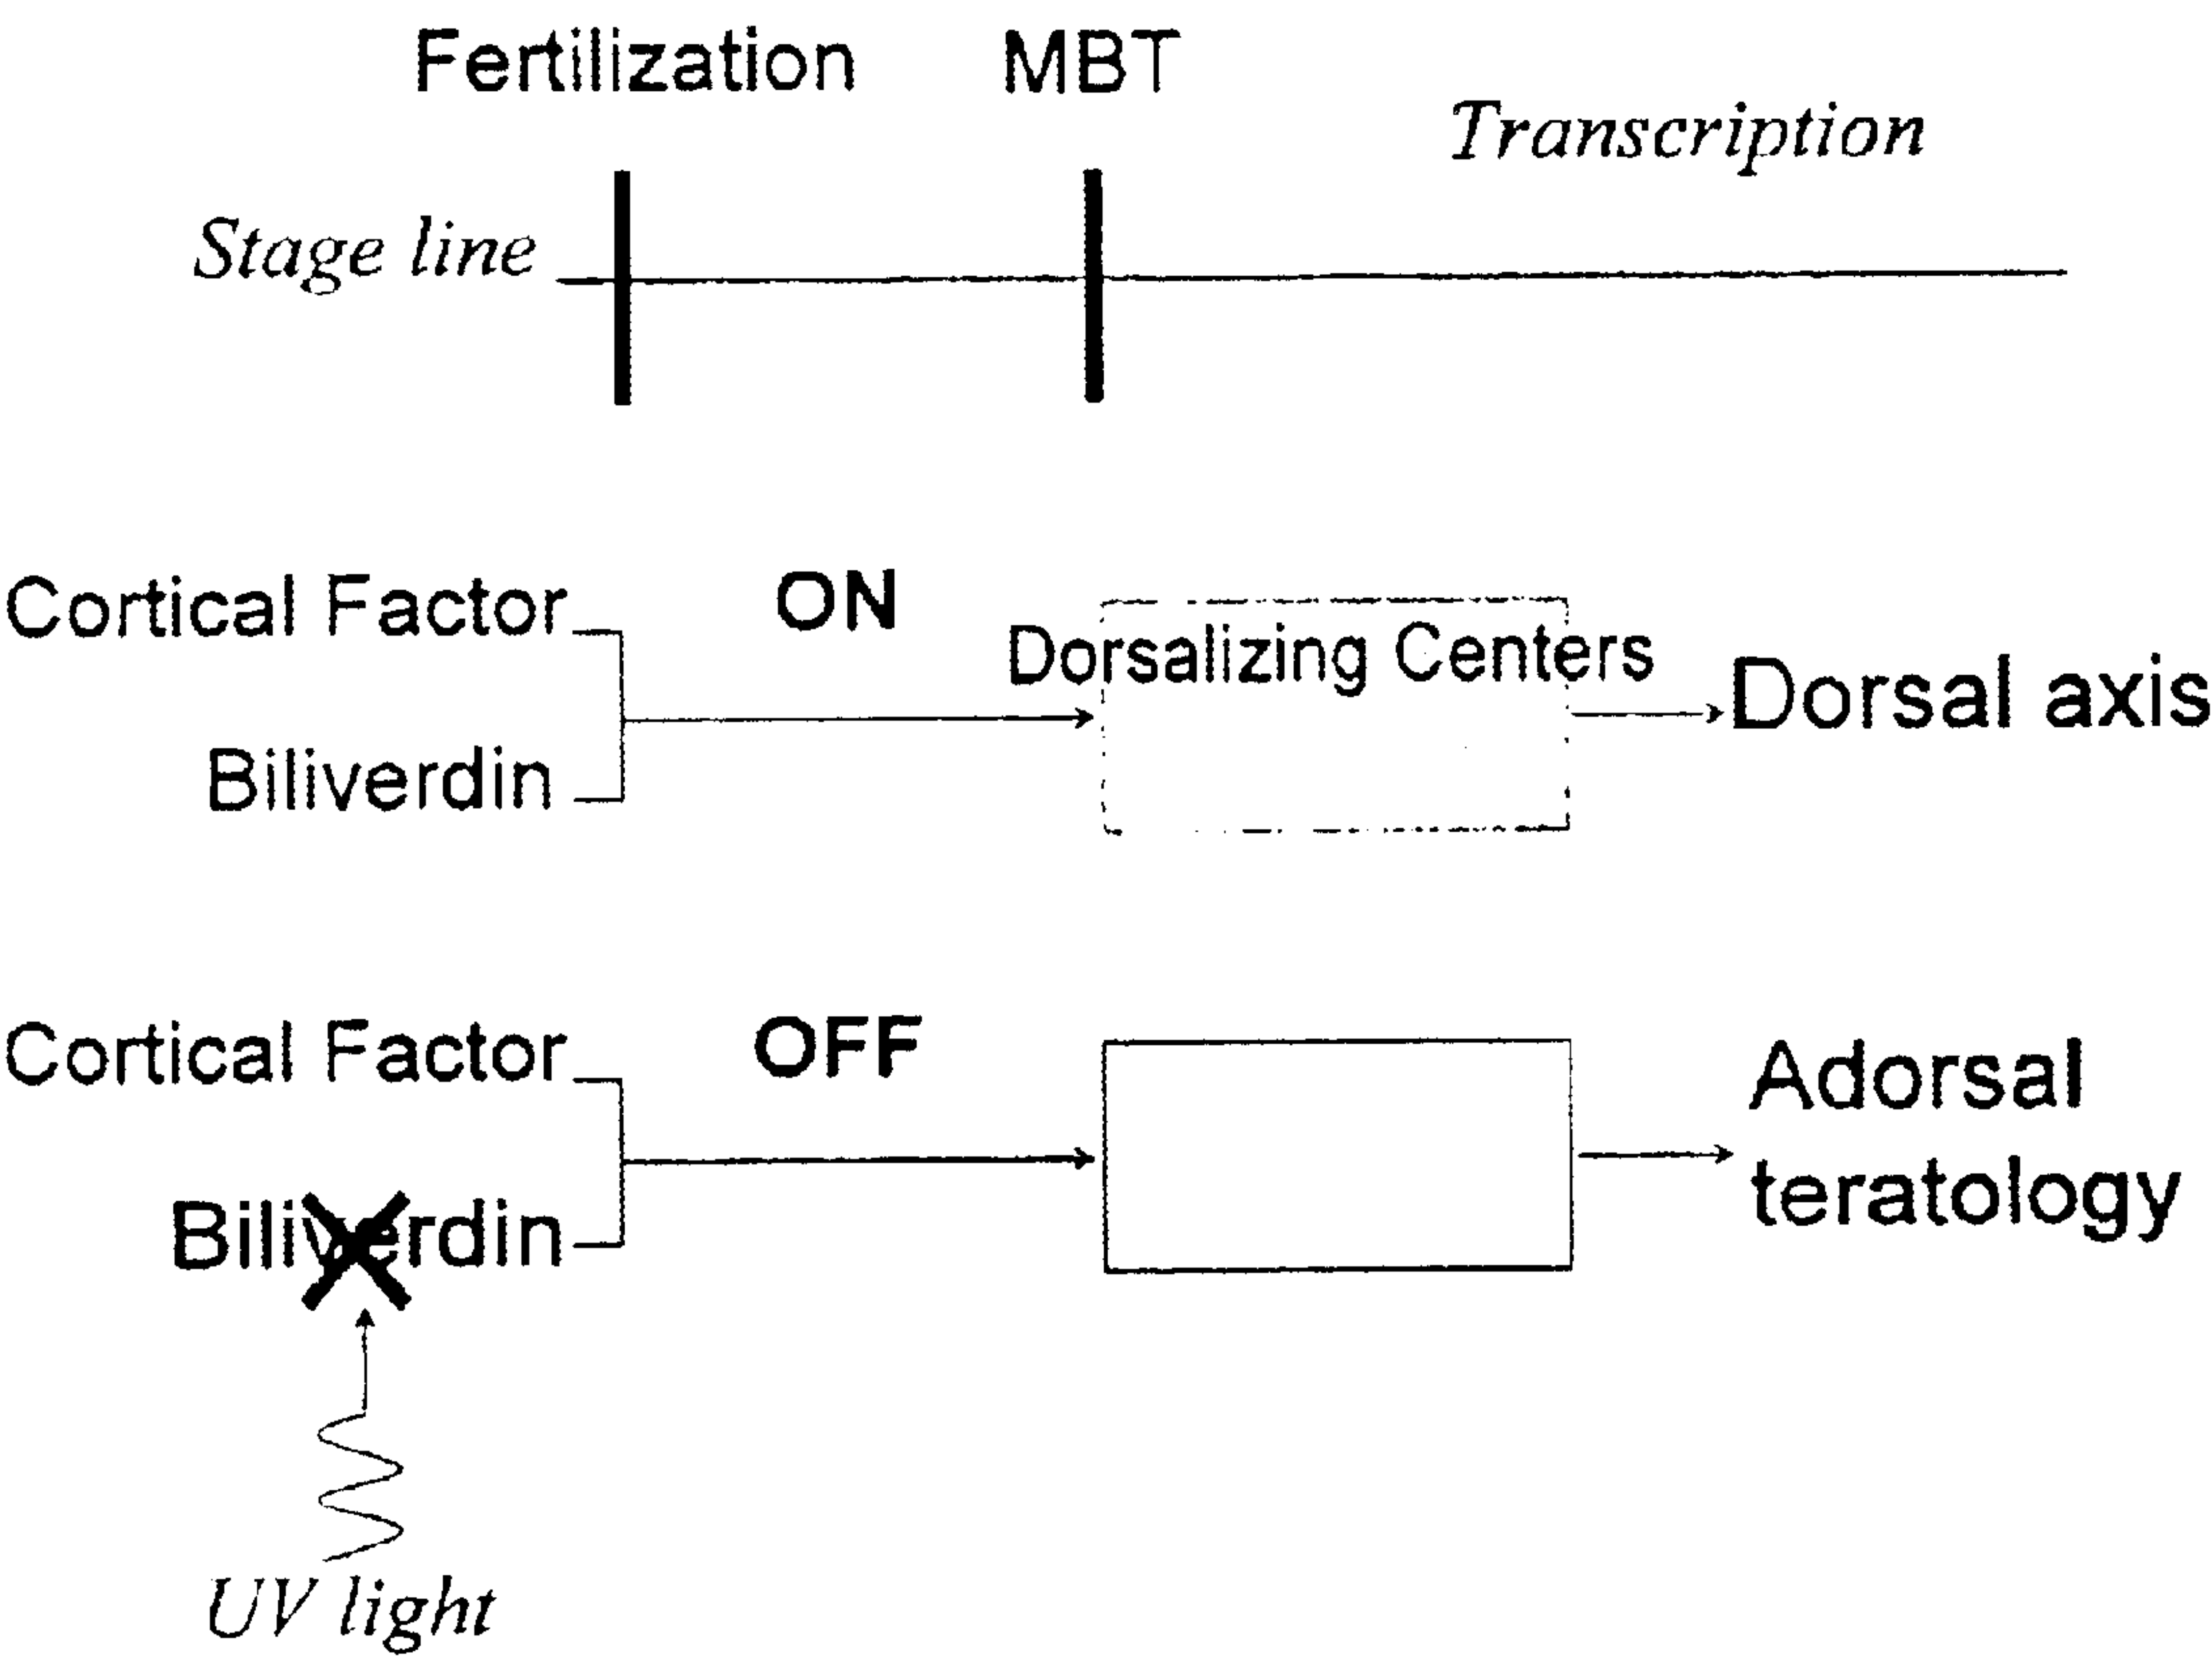 Fertilization MBT
Transcription
Stage line
Cortical Factor ON
Dorsalizing Centers
Dorsal axis
Biliverdin
Cortical Factor OFF
Adorsal
teratology
Biliverdin
UV light